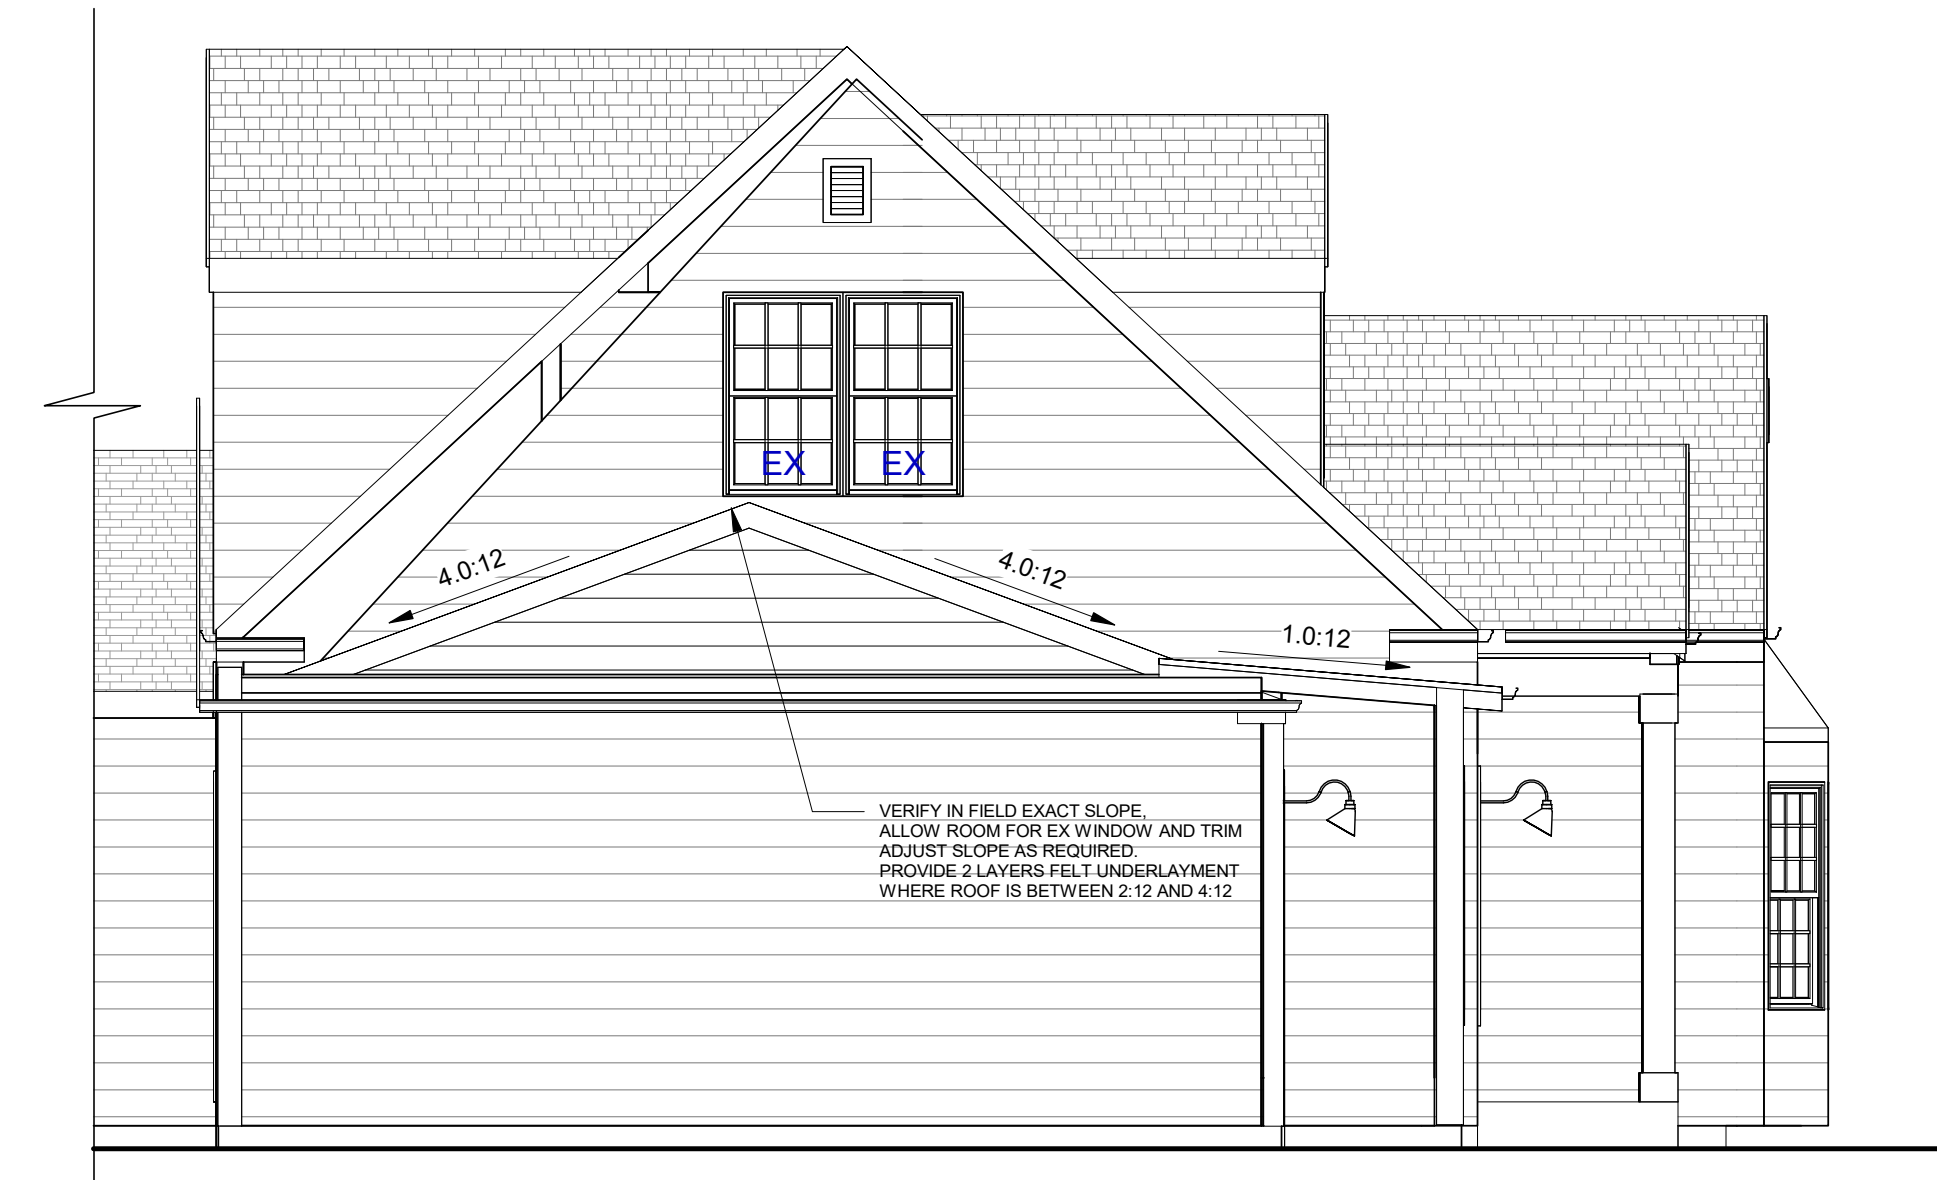 EX EX
4.0:12
4.0:12
1.0:12
VERIFY IN FIELD EXACT SLOPE,
ALLOW ROOM FOR EX WINDOW AND TRIM
ADJUST SLOPE AS REQUIRED.
PROVIDE 2 LAYERS FELT UNDERLAYMENT
WHERE ROOF IS BETWEEN 2:12 AND 4:12